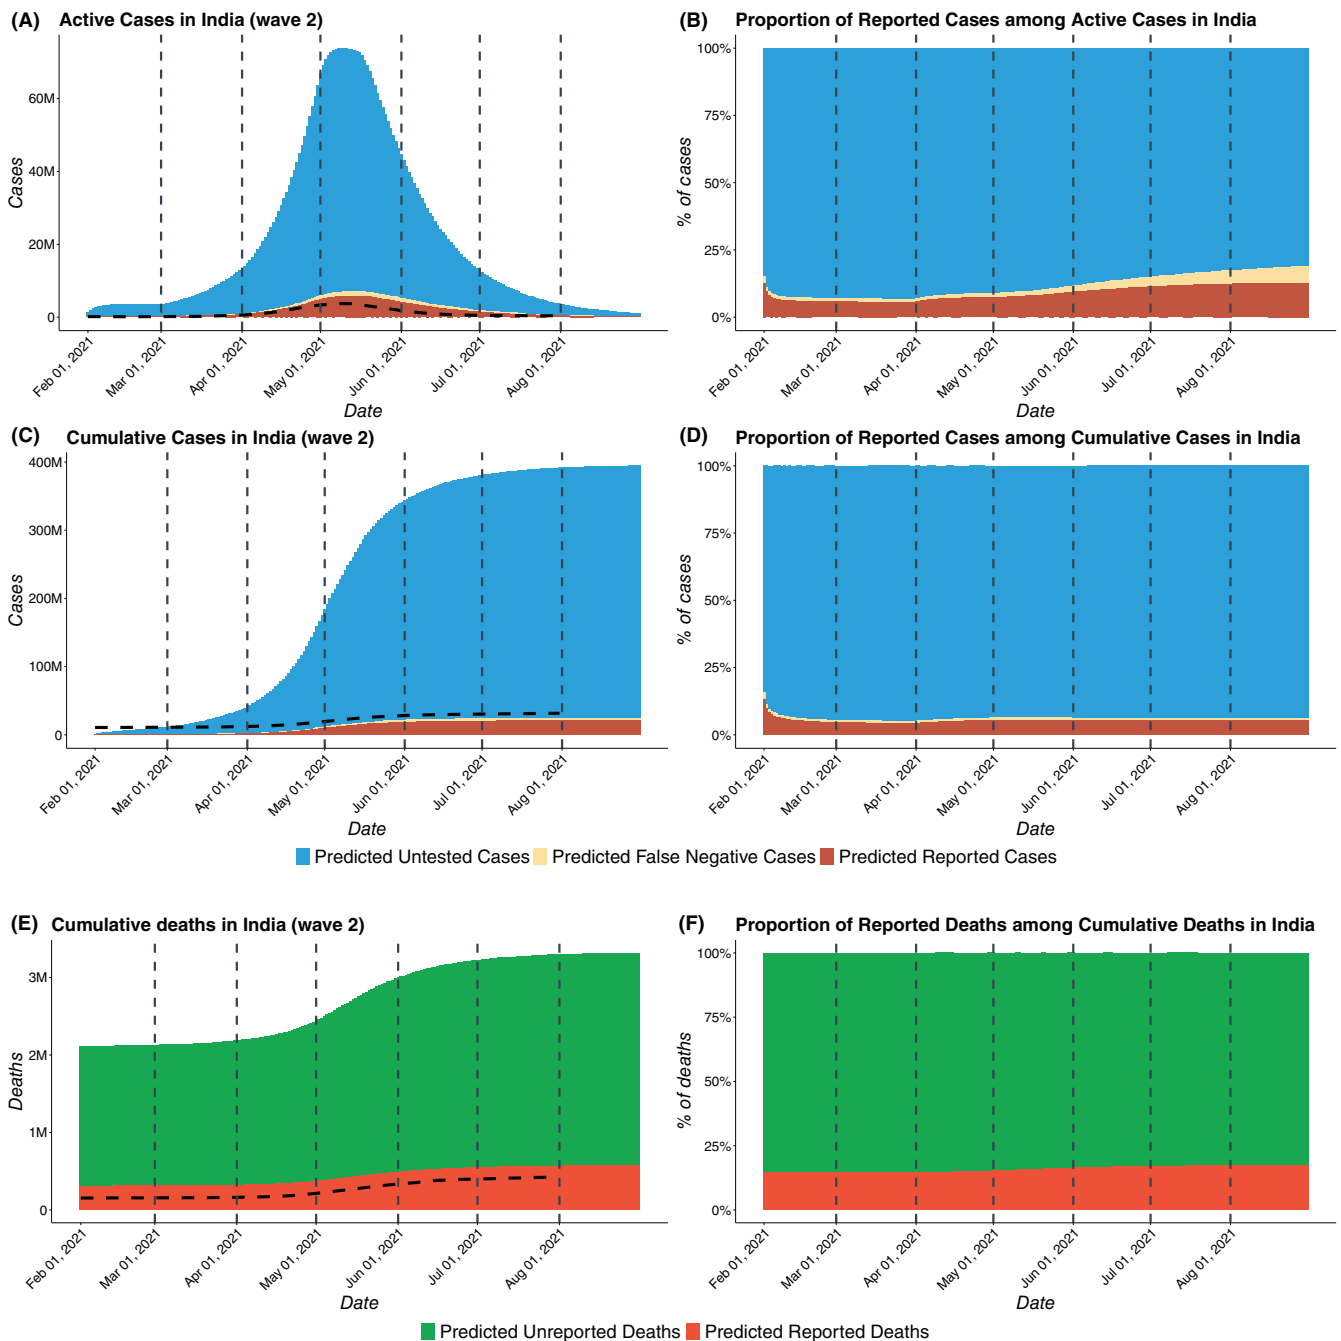 (A) Active Cases in India (wave 2)
Cases
60M
40M
20M
0
Feb 01, 2021
Mar 01, 2021
Apr 01, 2021
May 01, 2021
Jun 01, 2021
Jul 01, 2021
Aug 01, 2021
Date
(B) Proportion of Reported Cases among Active Cases in India
% of cases
100%
75%
50%
25%
0%
Feb 01, 2021
Mar 01, 2021
Apr 01, 2021
May 01, 2021
Jun 01, 2021
Jul 01, 2021
Aug 01, 2021
Date
(C) Cumulative Cases in India (wave 2)
Cases
400M
300M
200M
100M
0
Feb 01, 2021
Mar 01, 2021
Apr 01, 2021
May 01, 2021
Jun 01, 2021
Jul 01, 2021
Aug 01, 2021
Date
(D) Proportion of Reported Cases among Cumulative Cases in India
% of cases
100%
75%
50%
25%
0%
Feb 01, 2021
Mar 01, 2021
Apr 01, 2021
May 01, 2021
Jun 01, 2021
Jul 01, 2021
Aug 01, 2021
Date
Predicted Untested Cases Predicted False Negative Cases Predicted Reported Cases
(E) Cumulative deaths in India (wave 2)
Deaths
3M
2M
1M
0
Feb 01, 2021
Mar 01, 2021
Apr 01, 2021
May 01, 2021
Jun 01, 2021
Jul 01, 2021
Aug 01, 2021
Date
(F) Proportion of Reported Deaths among Cumulative Deaths in India
% of deaths
100%
75%
50%
25%
0%
Feb 01, 2021
Mar 01, 2021
Apr 01, 2021
May 01, 2021
Jun 01, 2021
Jul 01, 2021
Aug 01, 2021
Date
Predicted Unreported Deaths Predicted Reported Deaths